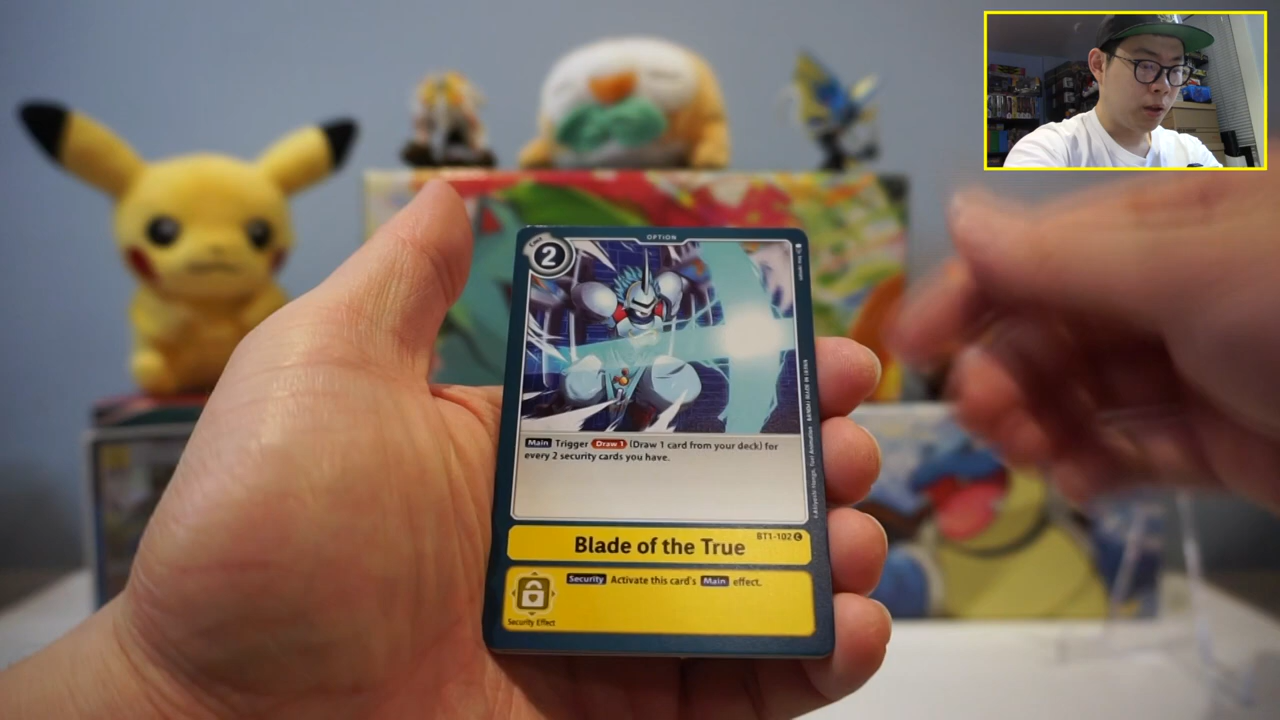 OPTION
Cost
2
Main Trigger Draw 1 (Draw 1 card from your deck) for
every 2 security cards you have.
BT1-102 C
Blade of the True
Security Activate this card's Main effect.
Security Effect